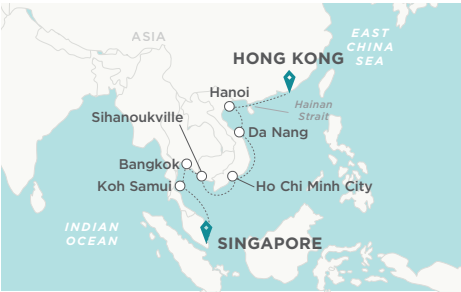 ASIA
EAST
CHINA
SEA
HONG KONG
Hanoi
Hainan
Strait
Sihanoukville
Da Nang
Bangkok
Koh Samui
Ho Chi Minh City
INDIAN
OCEAN
SINGAPORE